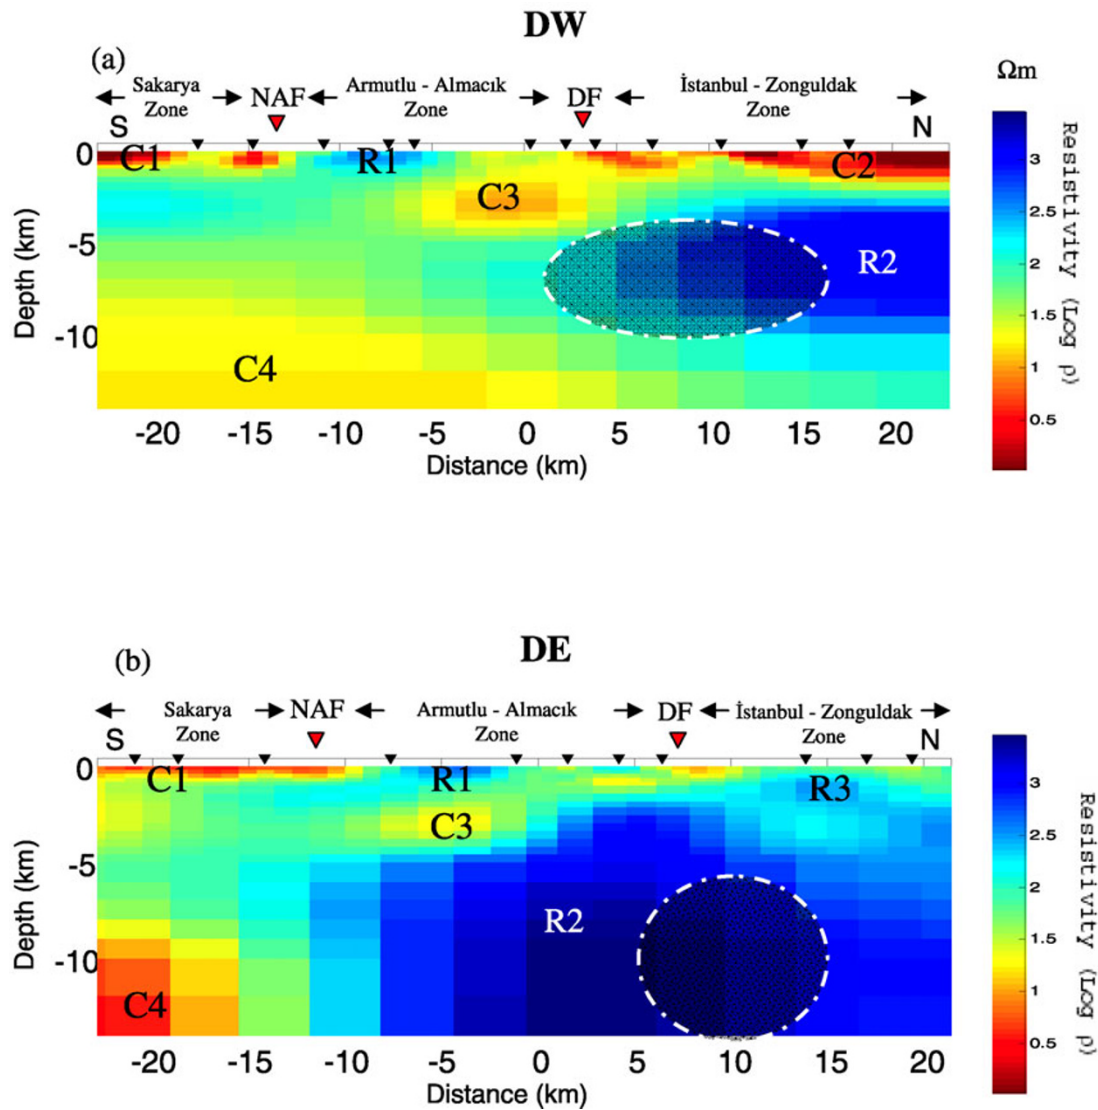 DW
(a)
Ωm
Sakarya Zone
NAF
Armutlu - Almacık Zone
DF
İstanbul - Zonguldak Zone
S
N
C1
R1
C2
C3
R2
C4
0
-5
-10
Depth (km)
-20 -15 -10 -5 0 5 10 15 20
Distance (km)
3
2.5
2
1.5
1
0.5
Resistivity (Log ρ)
DE
(b)
Sakarya Zone
NAF
Armutlu - Almacık Zone
DF
İstanbul - Zonguldak Zone
S
N
C1
R1
R3
C3
R2
C4
0
-5
-10
Depth (km)
-20 -15 -10 -5 0 5 10 15 20
Distance (km)
3
2.5
2
1.5
1
0.5
Resistivity (Log ρ)